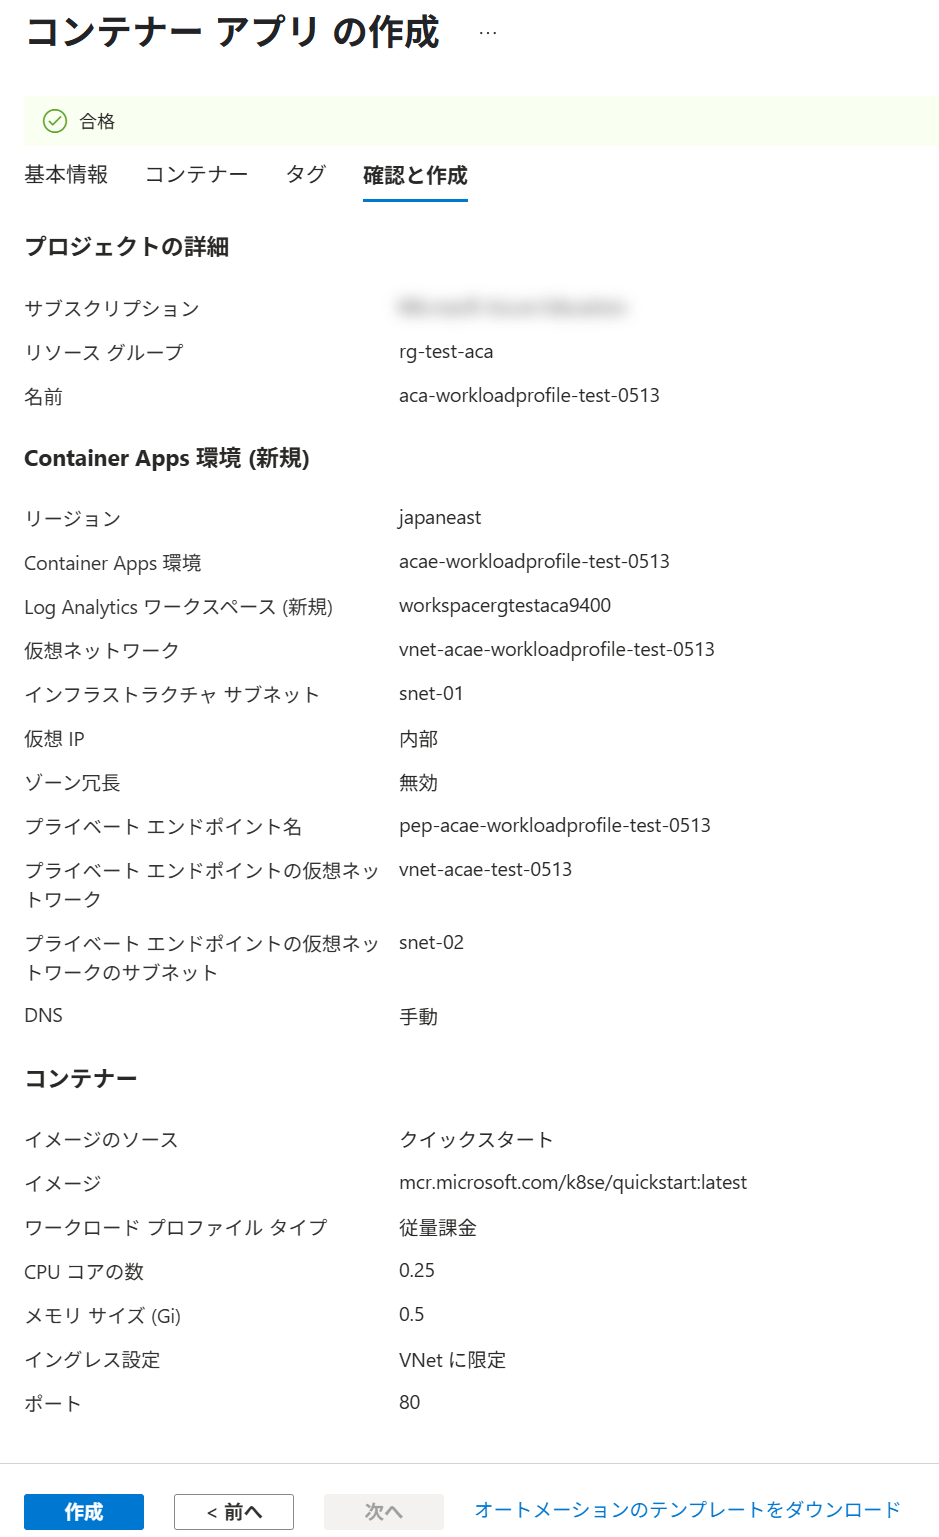 コンテナー アプリ の作成 …
合格
基本情報 コンテナー タグ 確認と作成
プロジェクトの詳細
サブスクリプション
リソース グループ rg-test-aca
名前 aca-workloadprofile-test-0513
Container Apps 環境 (新規)
リージョン japaneast
Container Apps 環境 acae-workloadprofile-test-0513
Log Analytics ワークスペース (新規) workspacergtestaca9400
仮想ネットワーク vnet-acae-workloadprofile-test-0513
インフラストラクチャ サブネット snet-01
仮想 IP 内部
ゾーン冗長 無効
プライベート エンドポイント名 pep-acae-workloadprofile-test-0513
プライベート エンドポイントの仮想ネッ vnet-acae-test-0513
トワーク
プライベート エンドポイントの仮想ネッ snet-02
トワークのサブネット
DNS 手動
コンテナー
イメージのソース クイックスタート
イメージ mcr.microsoft.com/k8se/quickstart:latest
ワークロード プロファイル タイプ 従量課金
CPU コアの数 0.25
メモリ サイズ (Gi) 0.5
イングレス設定 VNet に限定
ポート 80
作成 < 前へ 次へ オートメーションのテンプレートをダウンロード